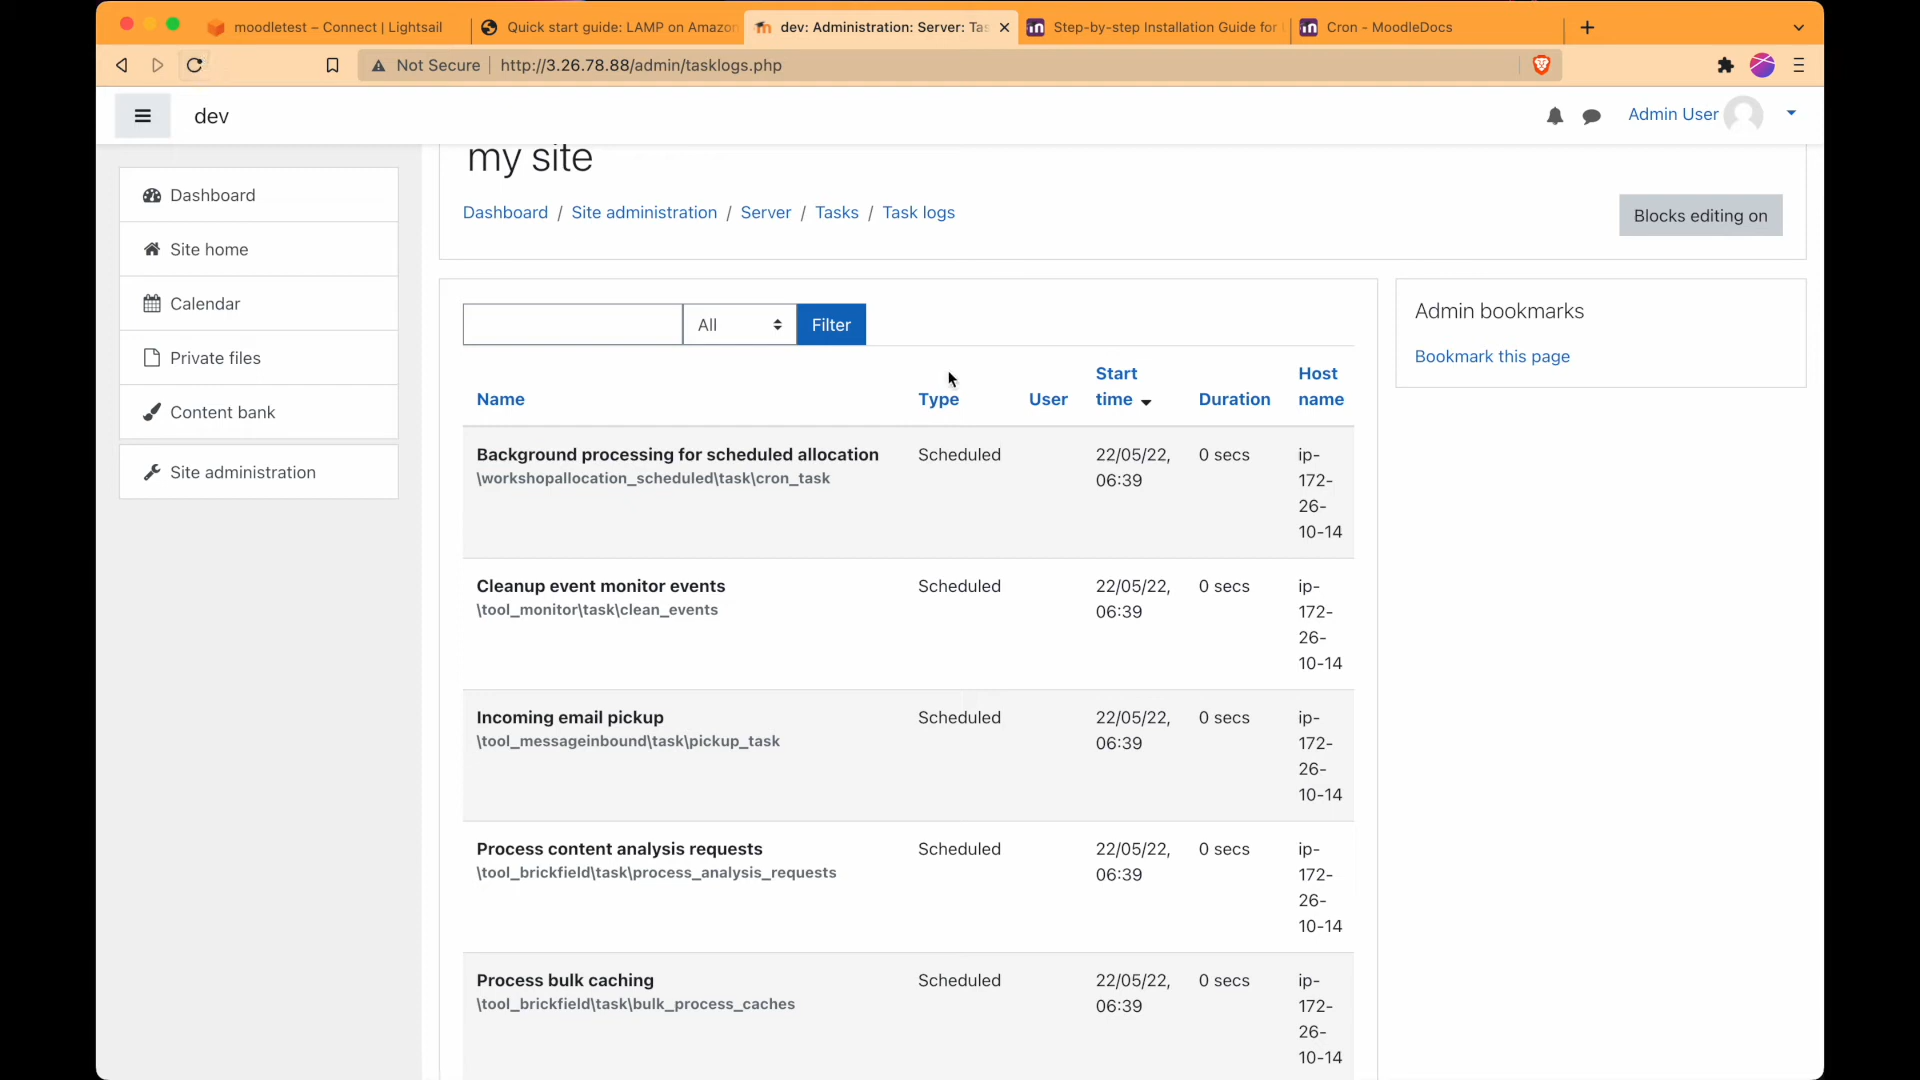 moodletest – Connect | Lightsail
Quick start guide: LAMP on Amazon
dev: Administration: Server: Tas
Step-by-step Installation Guide for
Cron - MoodleDocs
Not Secure
http://3.26.78.88/admin/tasklogs.php
dev
Admin User
Dashboard
Site home
Calendar
Private files
Content bank
Site administration
my site
Dashboard / Site administration / Server / Tasks / Task logs
Blocks editing on
All
Filter
Name
Type
User
Start
time
Duration
Host
name
Background processing for scheduled allocation
\workshopallocation_scheduled\task\cron_task
Scheduled
22/05/22,
06:39
0 secs
ip-
172-
26-
10-14
Cleanup event monitor events
\tool_monitor\task\clean_events
Scheduled
22/05/22,
06:39
0 secs
ip-
172-
26-
10-14
Incoming email pickup
\tool_messageinbound\task\pickup_task
Scheduled
22/05/22,
06:39
0 secs
ip-
172-
26-
10-14
Process content analysis requests
\tool_brickfield\task\process_analysis_requests
Scheduled
22/05/22,
06:39
0 secs
ip-
172-
26-
10-14
Process bulk caching
\tool_brickfield\task\bulk_process_caches
Scheduled
22/05/22,
06:39
0 secs
ip-
172-
26-
10-14
Admin bookmarks
Bookmark this page